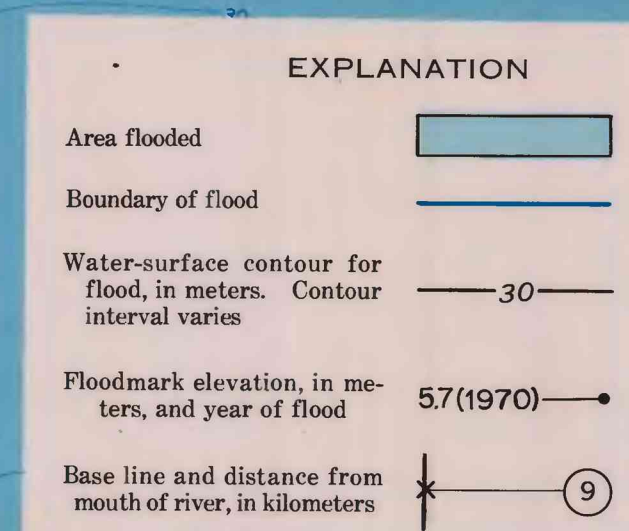 EXPLANATION
Area flooded
Boundary of flood
Water-surface contour for
flood, in meters. Contour
interval varies
30
Floodmark elevation, in me-
ters, and year of flood
5.7(1970)
Base line and distance from
mouth of river, in kilometers
9